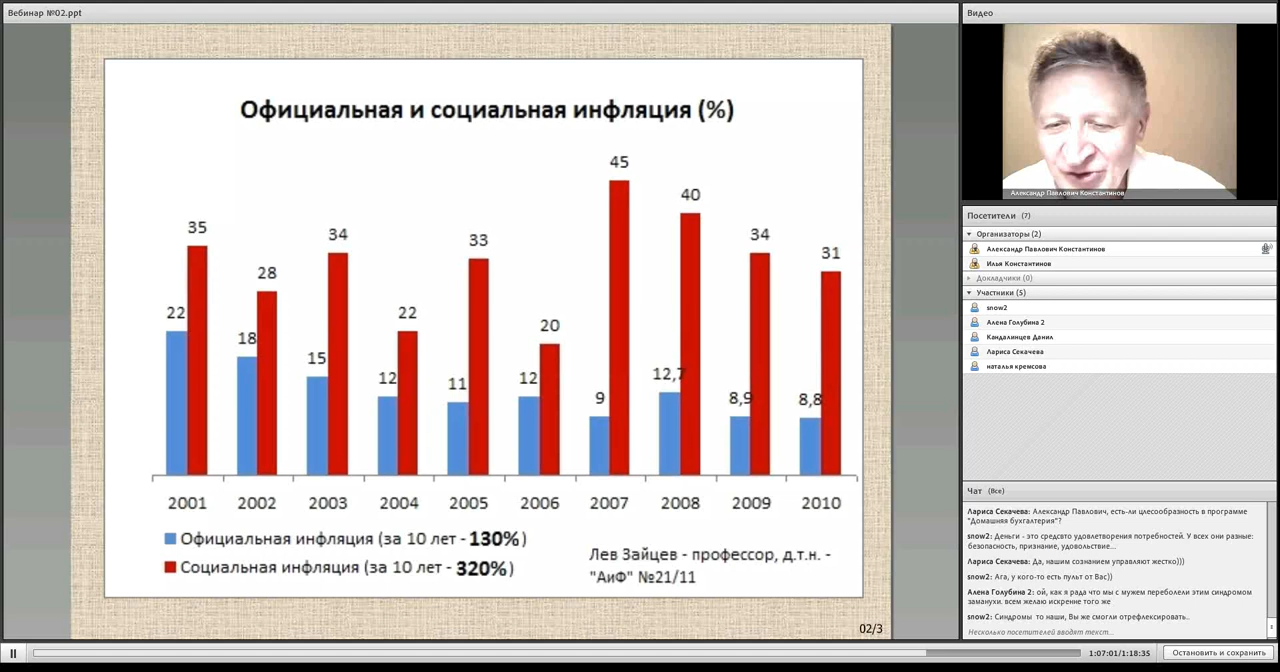 Вебинар №02.ppt
Официальная и социальная инфляция (%)
35
28
34
22
33
20
45
40
34
31
22
18
15
12
11
12
9
12,7
8,9
8,8
2001 2002 2003 2004 2005 2006 2007 2008 2009 2010
Официальная инфляция (за 10 лет - 130%)
Социальная инфляция (за 10 лет - 320%)
Лев Зайцев - профессор, д.т.н. -
"АиФ" №21/11
02/3
Видео
Александр Павлович Константинов
Посетители (7)
Организаторы (2)
Александр Павлович Константинов
Илья Константинов
Докладчики (0)
Участники (5)
snow2
Алена Голубина 2
Кандалинцев Данил
Лариса Секачева
наталья кремсова
Чат (Все)
Лариса Секачева: Александр Павлович, есть-ли цлесообразность в программе
"Домашняя бухгалтерия"?
snow2: Деньги - это средсвто удовлетворения потребностей. У всех они разные:
безопасность, признание, удовольствие...
Лариса Секачева: Да, нашим сознанием управляют жестко)))
snow2: Ага, у кого-то есть пульт от Вас))
Алена Голубина 2: ой, как я рада что мы с мужем переболели этим синдромом
заманухи. всем желаю искренне того же
snow2: Синдромы то наши, Вы же смогли отрефлексировать..
Несколько посетителей вводят текст...
1:07:01/1:18:35
Остановить и сохранить